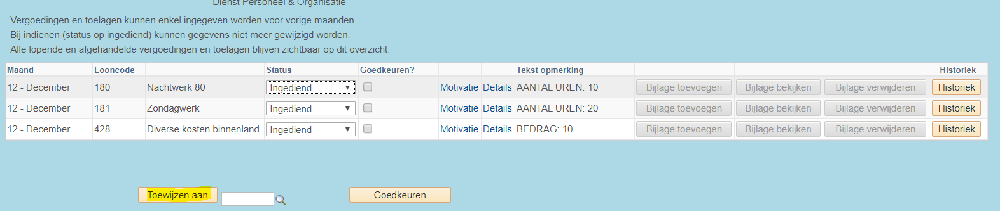 Dienst Personeel & Organisatie
Vergoedingen en toelagen kunnen enkel ingegeven worden voor vorige maanden.
Bij indienen (status op ingediend) kunnen gegevens niet meer gewijzigd worden.
Alle lopende en afgehandelde vergoedingen en toelagen blijven zichtbaar op dit overzicht.
Maand Looncode Status Goedkeuren? Tekst opmerking Historiek
12 - December 180 Nachtwerk 80 Ingediend Motivatie Details AANTAL UREN: 10 Bijlage toevoegen Bijlage bekijken Bijlage verwijderen Historiek
12 - December 181 Zondagwerk Ingediend Motivatie Details AANTAL UREN: 20 Bijlage toevoegen Bijlage bekijken Bijlage verwijderen Historiek
12 - December 428 Diverse kosten binnenland Ingediend Motivatie Details BEDRAG: 10 Bijlage toevoegen Bijlage bekijken Bijlage verwijderen Historiek
Toewijzen aan Goedkeuren